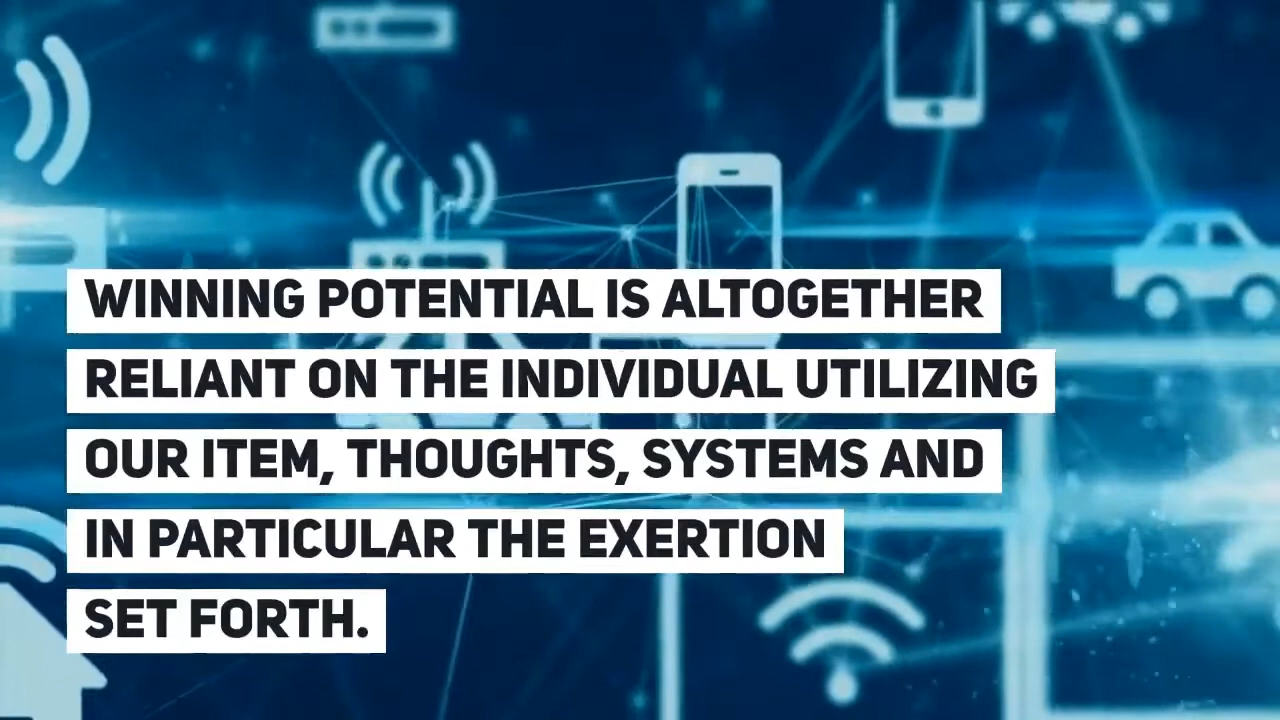 WINNING POTENTIAL IS ALTOGETHER
RELIANT ON THE INDIVIDUAL UTILIZING
OUR ITEM, THOUGHTS, SYSTEMS AND
IN PARTICULAR THE EXERTION
SET FORTH.